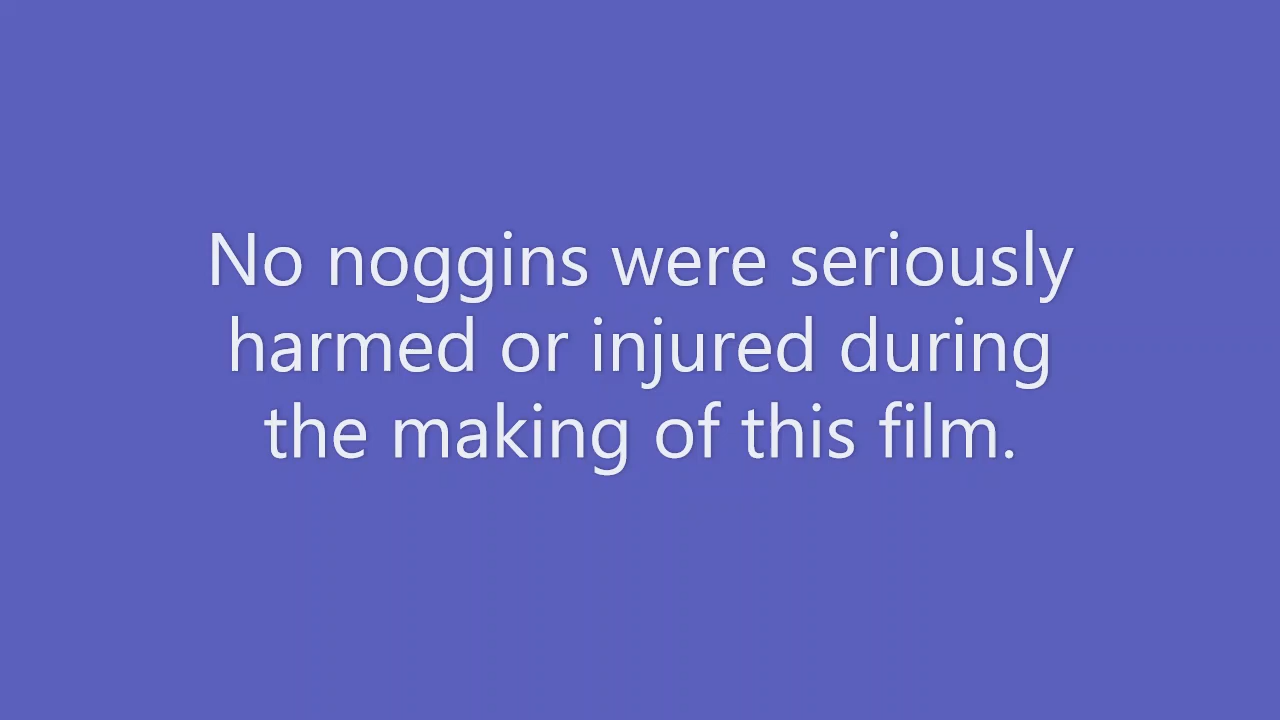 No noggins were seriously
harmed or injured during
the making of this film.